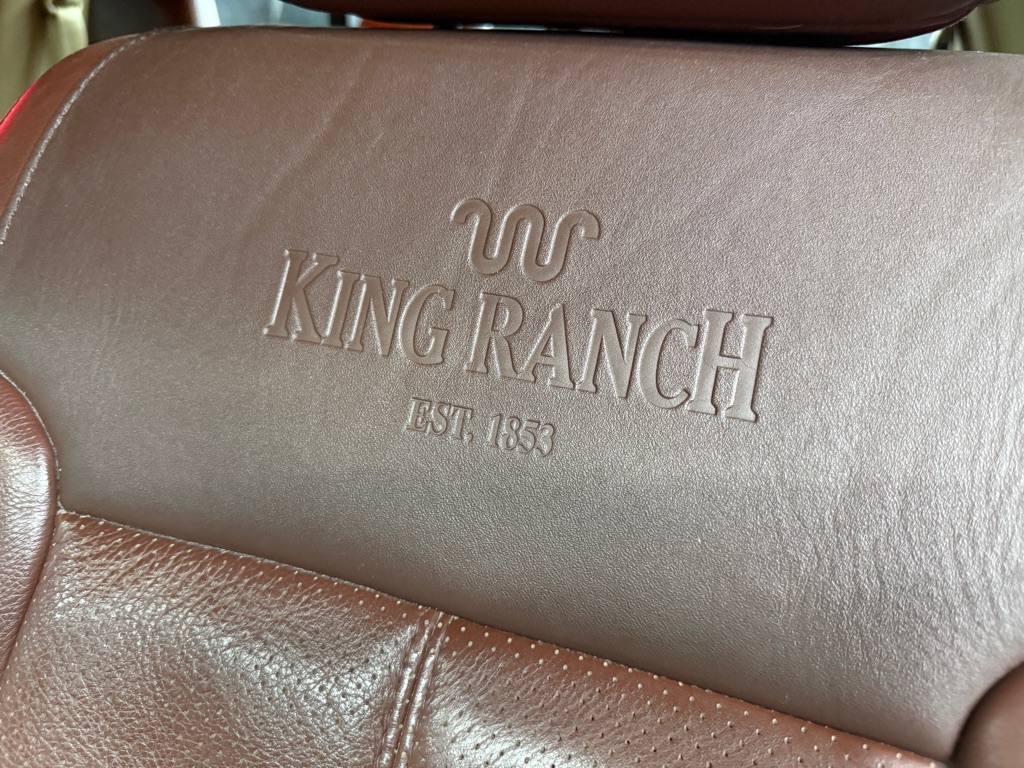 KING RANCH
EST. 1853